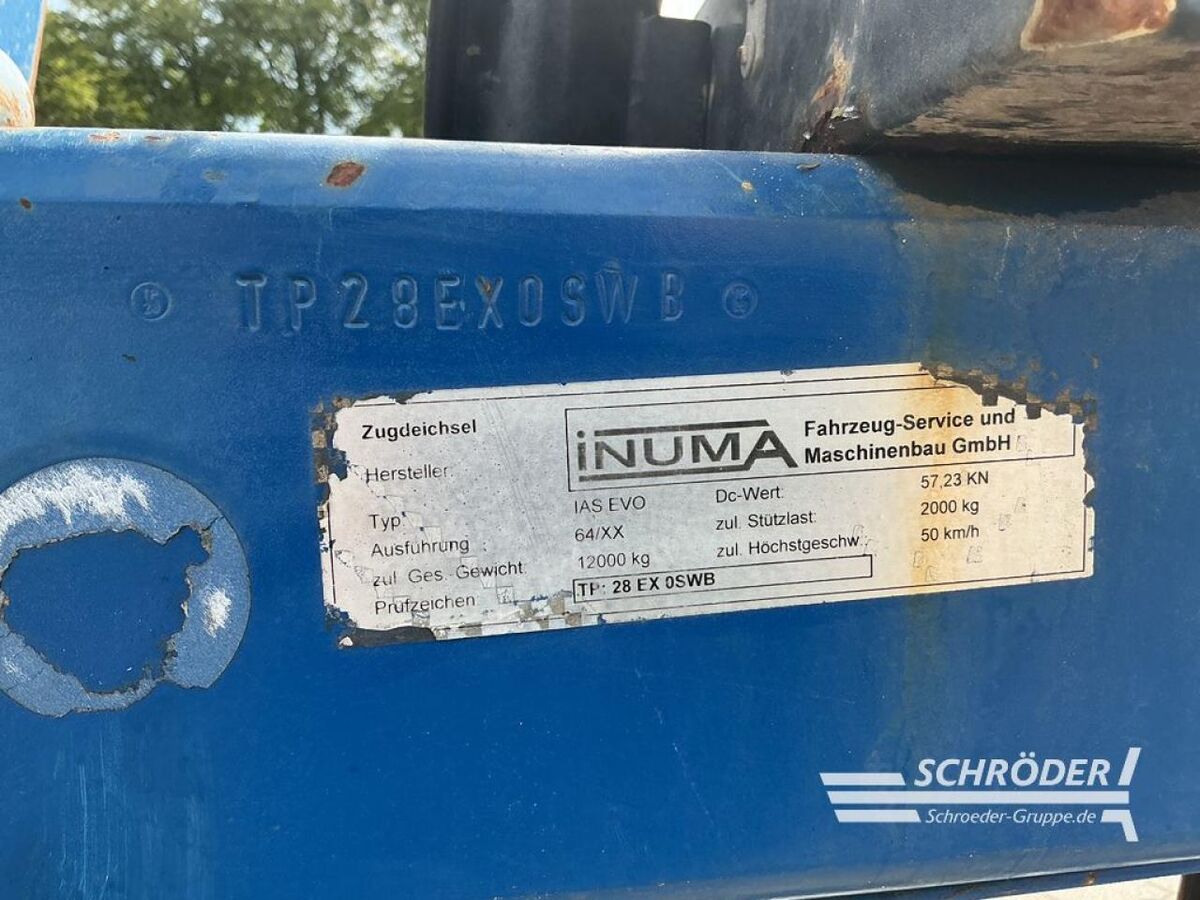 TP28EX0SWB
Zugdeichsel
Hersteller:
iNUMA
Fahrzeug-Service und
Maschinenbau GmbH
Typ: IAS EVO Dc-Wert: 57,23 KN
Ausführung : 64/XX zul. Stützlast: 2000 kg
zul. Ges. Gewicht: 12000 kg zul. Höchstgeschw.: 50 km/h
Prüfzeichen TP: 28 EX 0SWB
SCHRÖDER
Schroeder-Gruppe.de